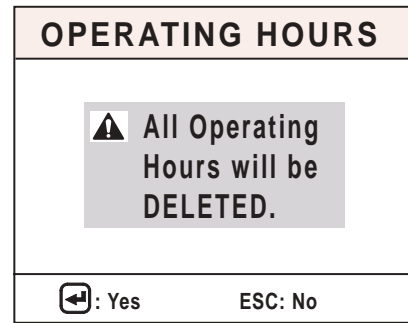 OPERATING HOURS
All Operating
Hours will be
DELETED.
: Yes ESC: No